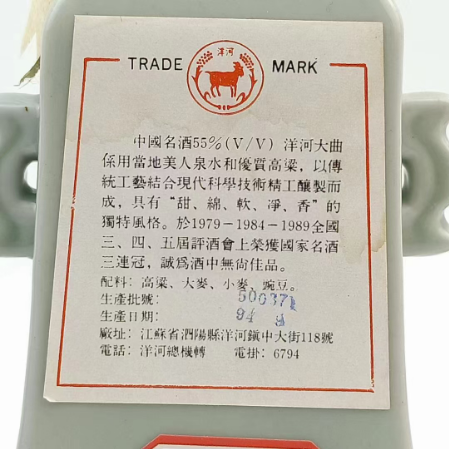 洋河
TRADE MARK
中國名酒55%(V/V) 洋河大曲
係用當地美人泉水和優質高梁，以傳
統工藝結合現代科學技術精工釀製而
成，具有“甜、綿、軟、凈、香”的
獨特風格。於1979－1984－1989全國
三、四、五屆評酒會上榮獲國家名酒
三連冠，誠爲酒中無尙佳品。
配料: 高梁、大麥、小麥、豌豆。
生產批號: 500371
生產日期: 94
廠址: 江蘇省泗陽縣洋河鎮中大街118號
電話: 洋河總機轉 電掛: 6794